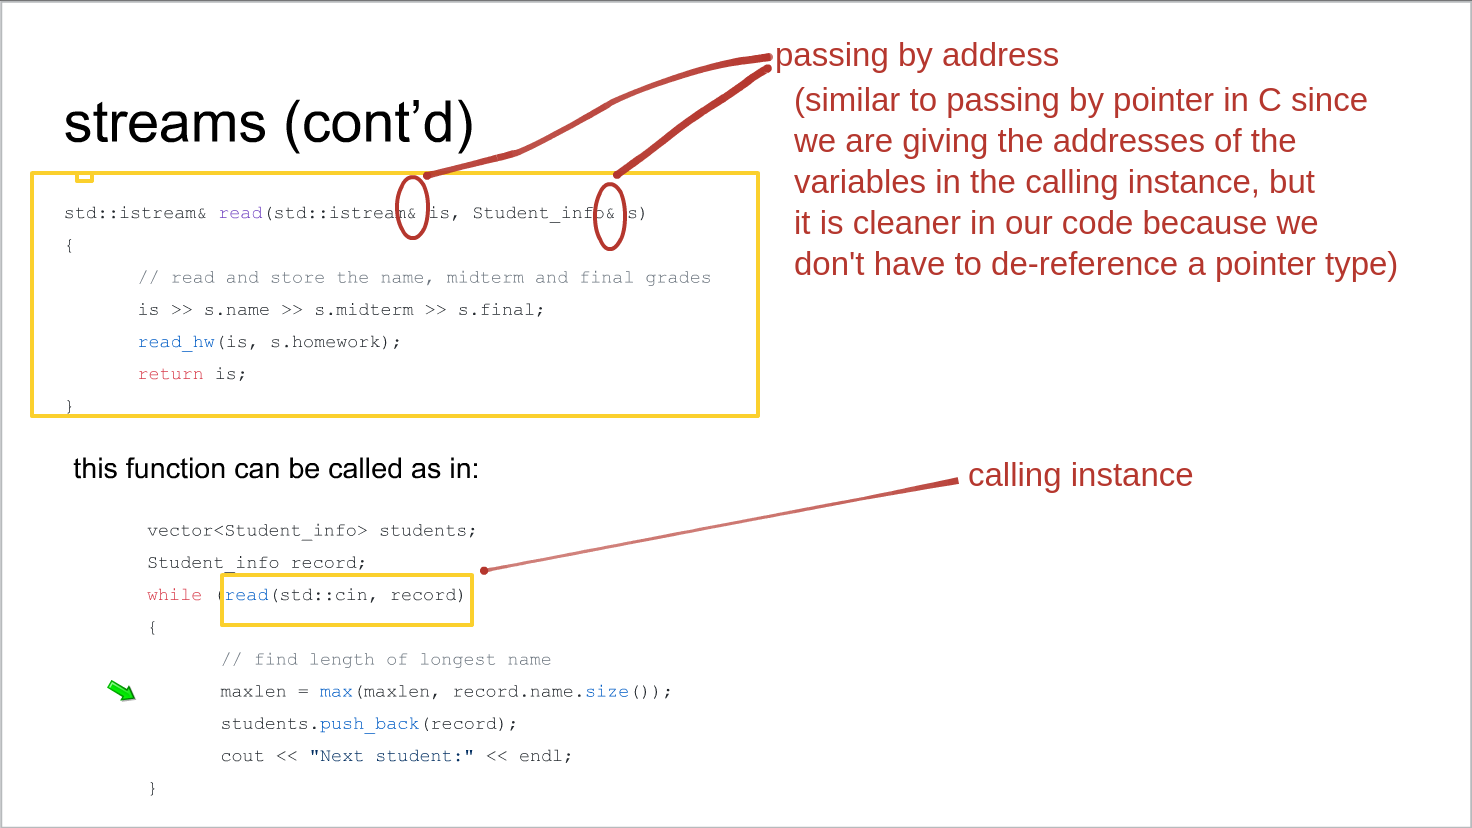 passing by address
(similar to passing by pointer in C since
we are giving the addresses of the
variables in the calling instance, but
it is cleaner in our code because we
don't have to de-reference a pointer type)
streams (cont’d)
std::istream& read(std::istream& is, Student_info& s)
{
// read and store the name, midterm and final grades
is >> s.name >> s.midterm >> s.final;
read_hw(is, s.homework);
return is;
}
this function can be called as in:
calling instance
vector<Student_info> students;
Student_info record;
while (read(std::cin, record)
{
// find length of longest name
maxlen = max(maxlen, record.name.size());
students.push_back(record);
cout << "Next student:" << endl;
}